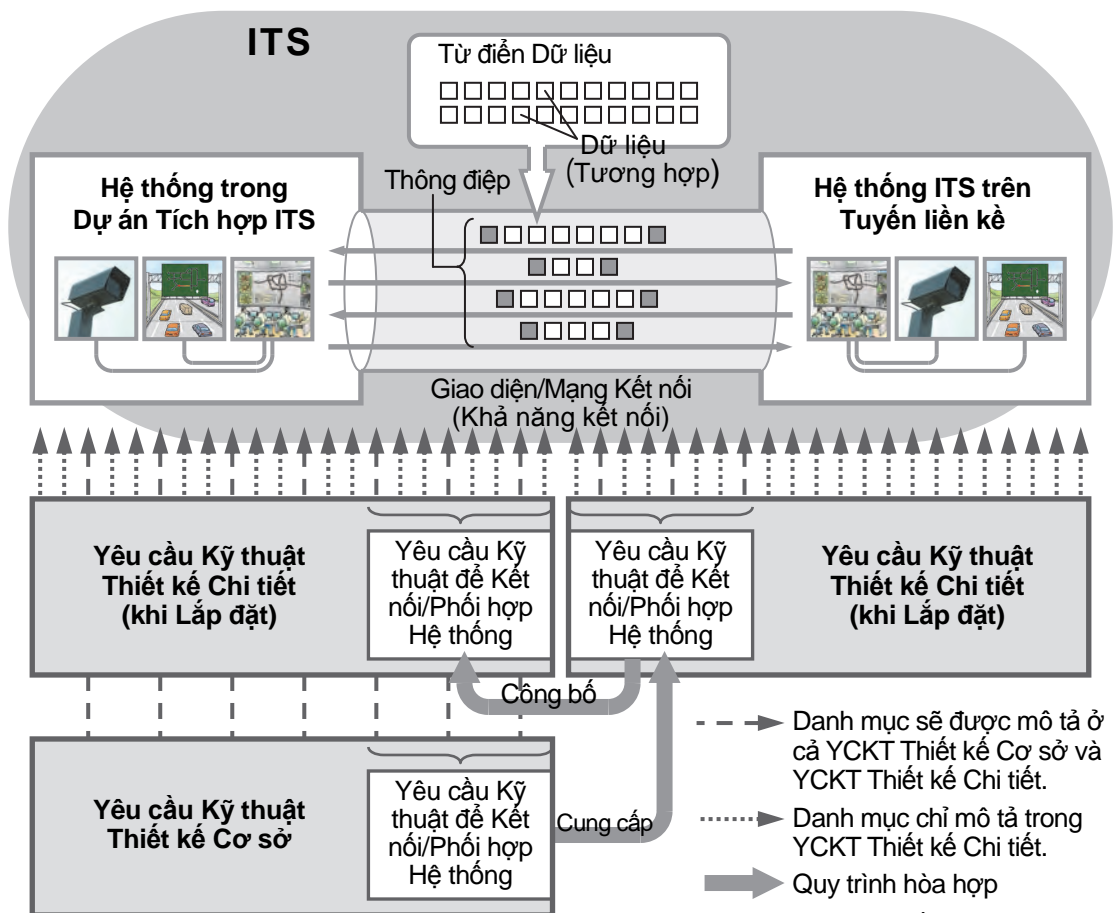 ITS
Từ điển Dữ liệu
Dữ liệu
(Tương hợp)
Thông điệp
Hệ thống trong
Dự án Tích hợp ITS
Hệ thống ITS trên
Tuyến liền kề
Giao diện/Mạng Kết nối
(Khả năng kết nối)
Yêu cầu Kỹ thuật
Thiết kế Chi tiết
(khi Lắp đặt)
Yêu cầu Kỹ
thuật để Kết
nối/Phối hợp
Hệ thống
Yêu cầu Kỹ
thuật để Kết
nối/Phối hợp
Hệ thống
Yêu cầu Kỹ thuật
Thiết kế Chi tiết
(khi Lắp đặt)
Công bố
Yêu cầu Kỹ thuật
Thiết kế Cơ sở
Yêu cầu Kỹ
thuật để Kết
nối/Phối hợp
Hệ thống
Cung cấp
Danh mục sẽ được mô tả ở
cả YCKT Thiết kế Cơ sở và
YCKT Thiết kế Chi tiết.
Danh mục chỉ mô tả trong
YCKT Thiết kế Chi tiết.
Quy trình hòa hợp